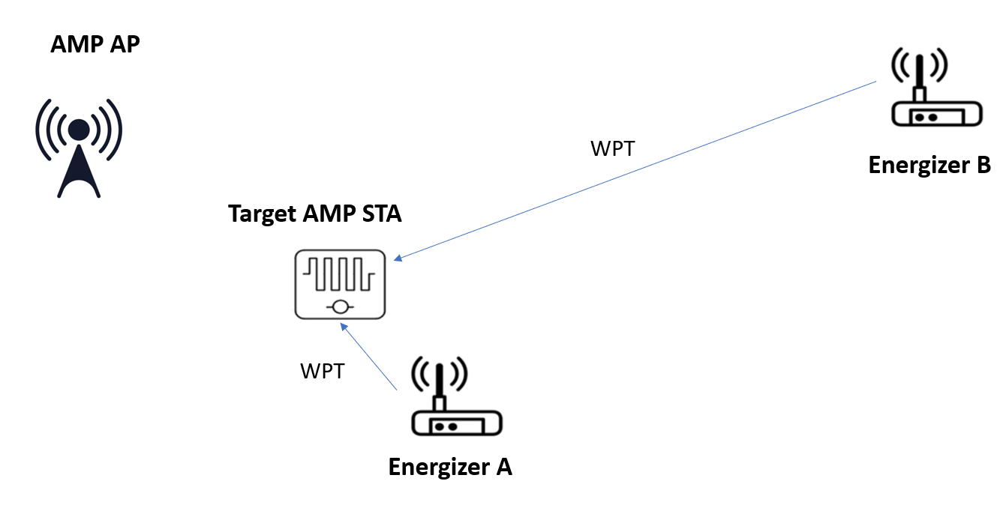 AMP AP
WPT
Energizer B
Target AMP STA
WPT
Energizer A